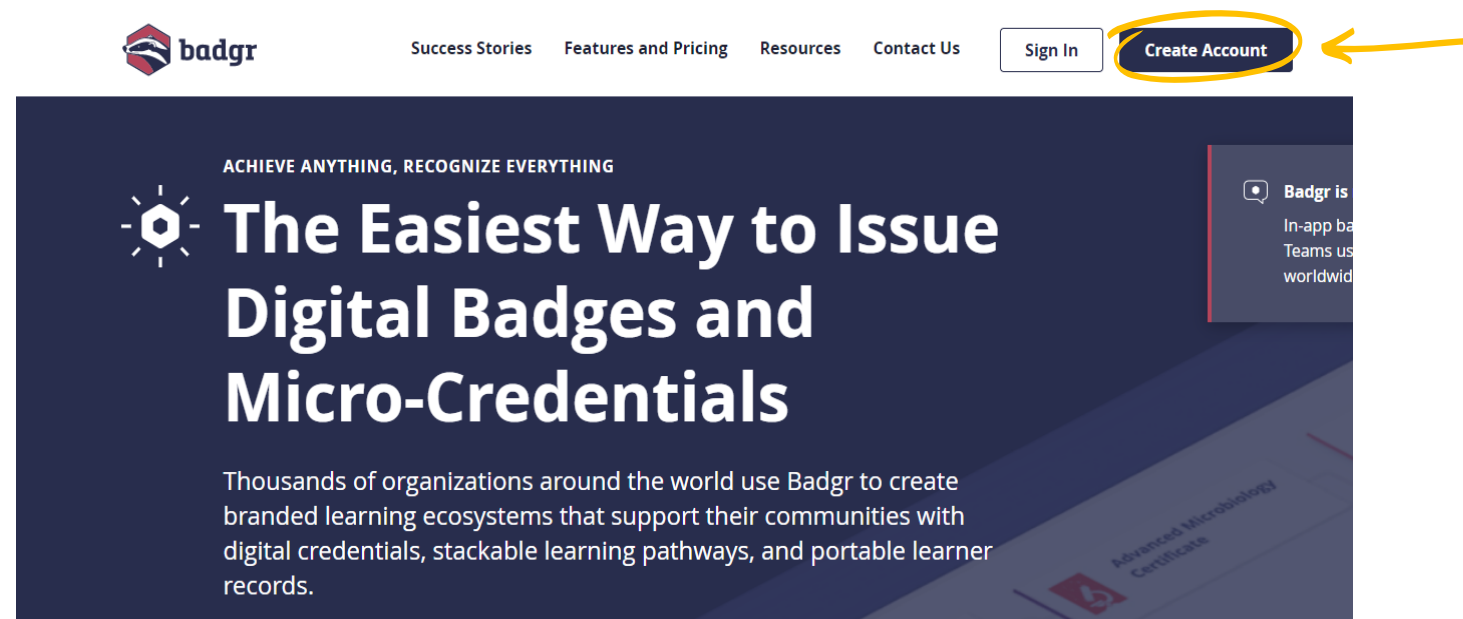 badgr
Success Stories
Features and Pricing
Resources
Contact Us
Sign In
Create Account
ACHIEVE ANYTHING, RECOGNIZE EVERYTHING
The Easiest Way to Issue
Digital Badges and
Micro-Credentials
Thousands of organizations around the world use Badgr to create
branded learning ecosystems that support their communities with
digital credentials, stackable learning pathways, and portable learner
records.
Badgr is
In-app ba
Teams us
worldwid
Advanced Microbiology
Certificate